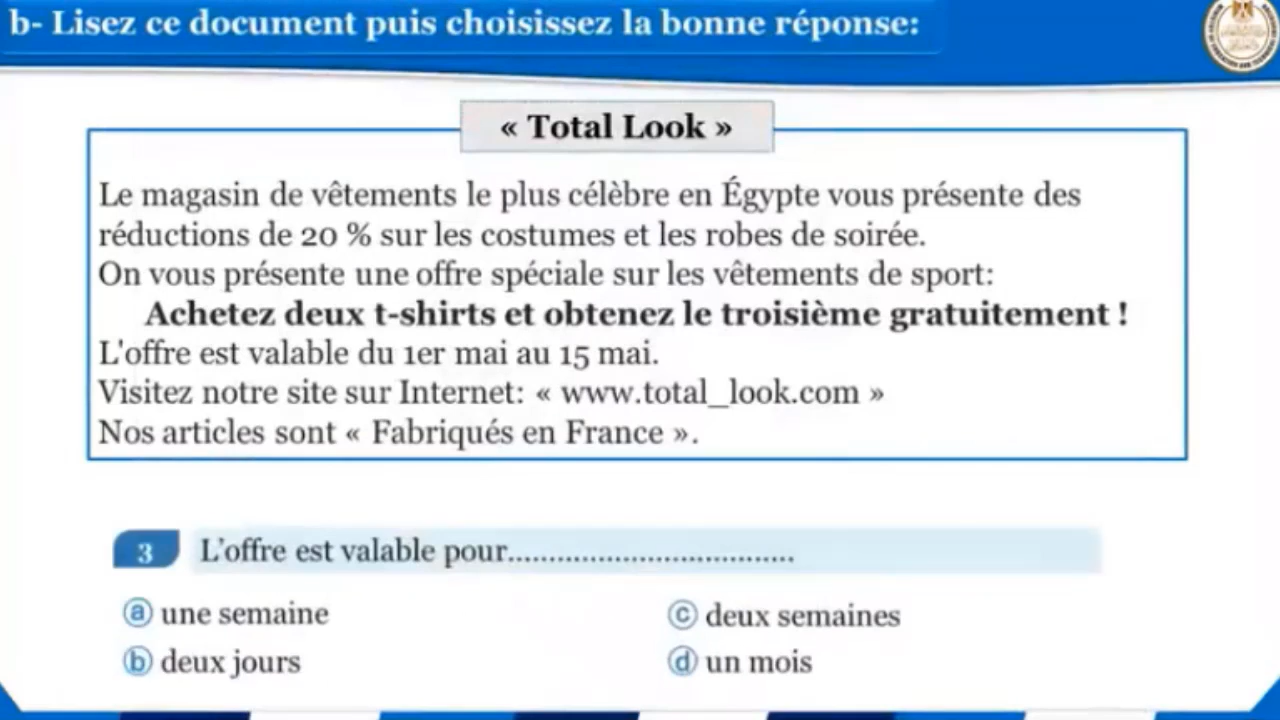 b- Lisez ce document puis choisissez la bonne réponse:
« Total Look »
Le magasin de vêtements le plus célèbre en Égypte vous présente des
réductions de 20 % sur les costumes et les robes de soirée.
On vous présente une offre spéciale sur les vêtements de sport:
Achetez deux t-shirts et obtenez le troisième gratuitement !
L'offre est valable du 1er mai au 15 mai.
Visitez notre site sur Internet: « www.total_look.com »
Nos articles sont « Fabriqués en France ».
3 L’offre est valable pour...................................
ⓐ une semaine
ⓒ deux semaines
ⓑ deux jours
ⓓ un mois